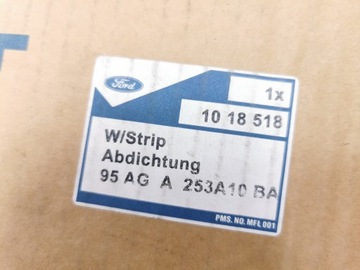 Ford
1x
10 18 518
W/Strip
Abdichtung
95 AG A 253A10 BA
PMS. NO. MFL 001